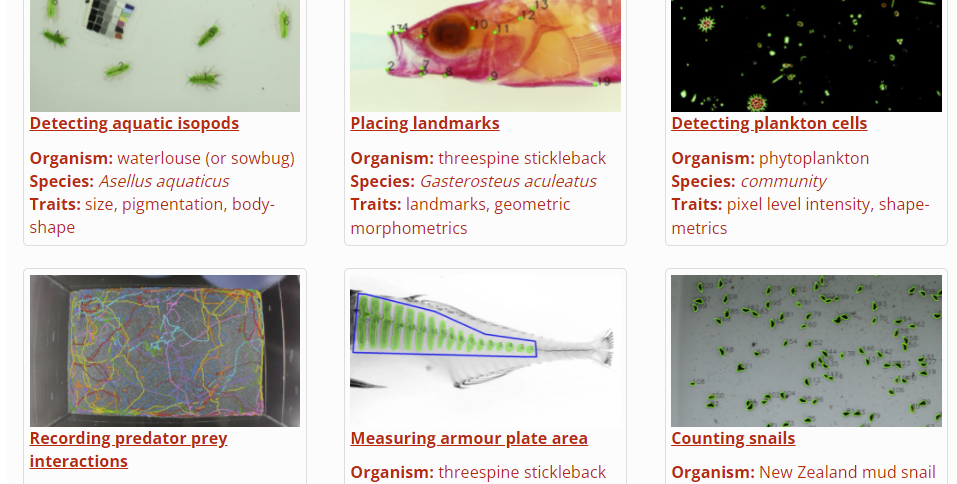 Detecting aquatic isopods
Organism: waterlouse (or sowbug)
Species: Asellus aquaticus
Traits: size, pigmentation, body-
shape
Placing landmarks
Organism: threespine stickleback
Species: Gasterosteus aculeatus
Traits: landmarks, geometric
morphometrics
Detecting plankton cells
Organism: phytoplankton
Species: community
Traits: pixel level intensity, shape-
metrics
Recording predator prey
interactions
Measuring armour plate area
Organism: threespine stickleback
Counting snails
Organism: New Zealand mud snail